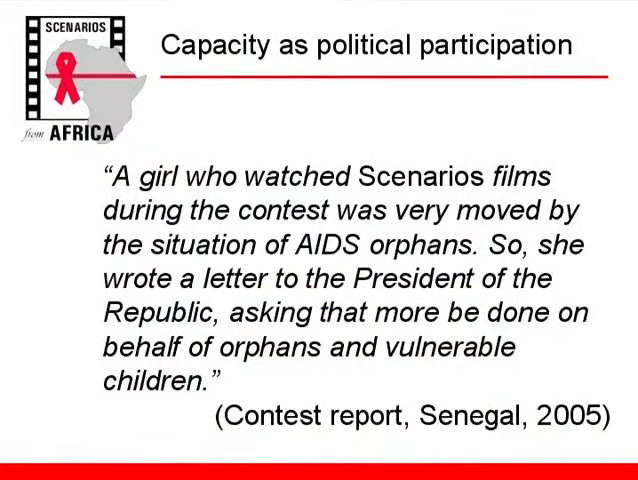 SCENARIOS
from AFRICA
Capacity as political participation
“A girl who watched Scenarios films
during the contest was very moved by
the situation of AIDS orphans. So, she
wrote a letter to the President of the
Republic, asking that more be done on
behalf of orphans and vulnerable
children.”
(Contest report, Senegal, 2005)